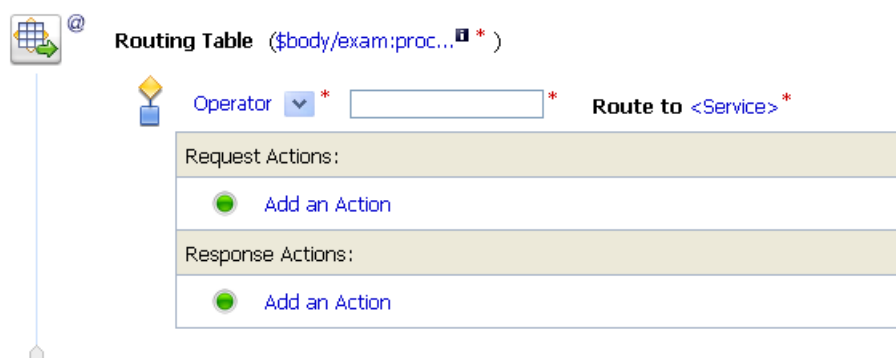 @
Routing Table ($body/exam:proc...i * )
Operator * * Route to <Service>*
Request Actions:
Add an Action
Response Actions:
Add an Action